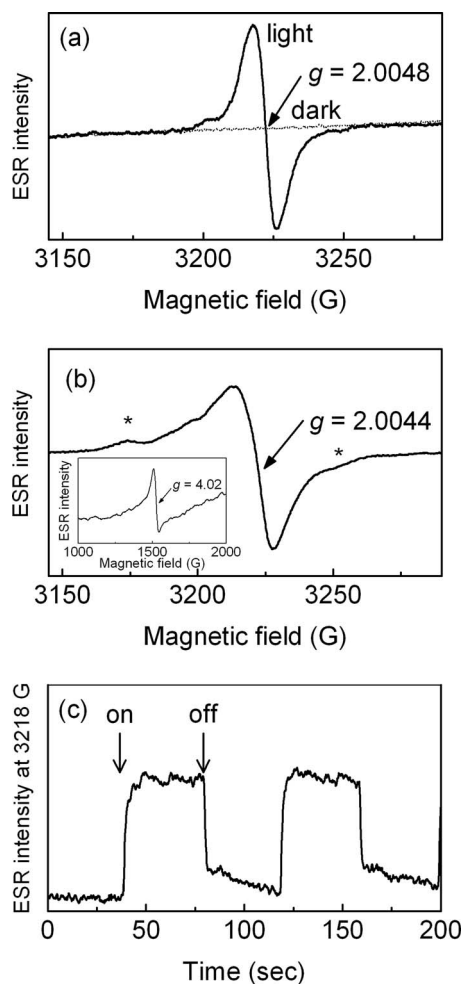 (a)
light
g = 2.0048
dark
ESR intensity
3150 3200 3250
Magnetic field (G)
(b)
*
g = 2.0044
*
ESR intensity
ESR intensity
g = 4.02
1000 1500 2000
Magnetic field (G)
3150 3200 3250
Magnetic field (G)
(c)
on off
ESR intensity at 3218 G
0 50 100 150 200
Time (sec)